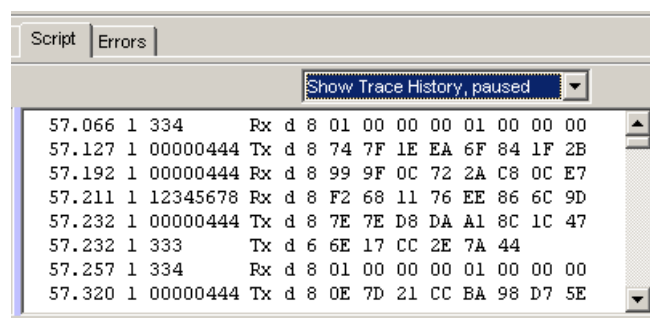 Script Errors
Show Trace History, paused
57.066 1 334 Rx d 8 01 00 00 00 01 00 00 00
57.127 1 00000444 Tx d 8 74 7F 1E EA 6F 84 1F 2B
57.192 1 00000444 Rx d 8 99 9F 0C 72 2A C8 0C E7
57.211 1 12345678 Rx d 8 F2 68 11 76 EE 86 6C 9D
57.232 1 00000444 Tx d 8 7E 7E D8 DA A1 8C 1C 47
57.232 1 333 Tx d 6 6E 17 CC 2E 7A 44
57.257 1 334 Rx d 8 01 00 00 00 01 00 00 00
57.320 1 00000444 Tx d 8 0E 7D 21 CC BA 98 D7 5E